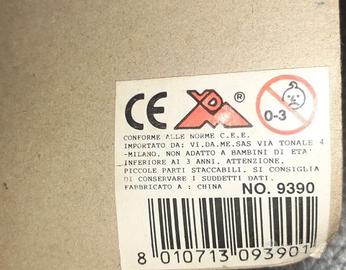 CE VDM ®
0-3
CONFORME ALLE NORME C.E.E.
IMPORTATO DA: VI.DA.ME.SAS VIA TONALE 4
-MILANO. NON ADATTO A BAMBINI DI ETA'
INFERIORE AI 3 ANNI. ATTENZIONE.
PICCOLE PARTI STACCABILI. SI CONSIGLIA
DI CONSERVARE I SUDDETTI DATI.
FABRICATO A : CHINA NO. 9390
8 010713 093901